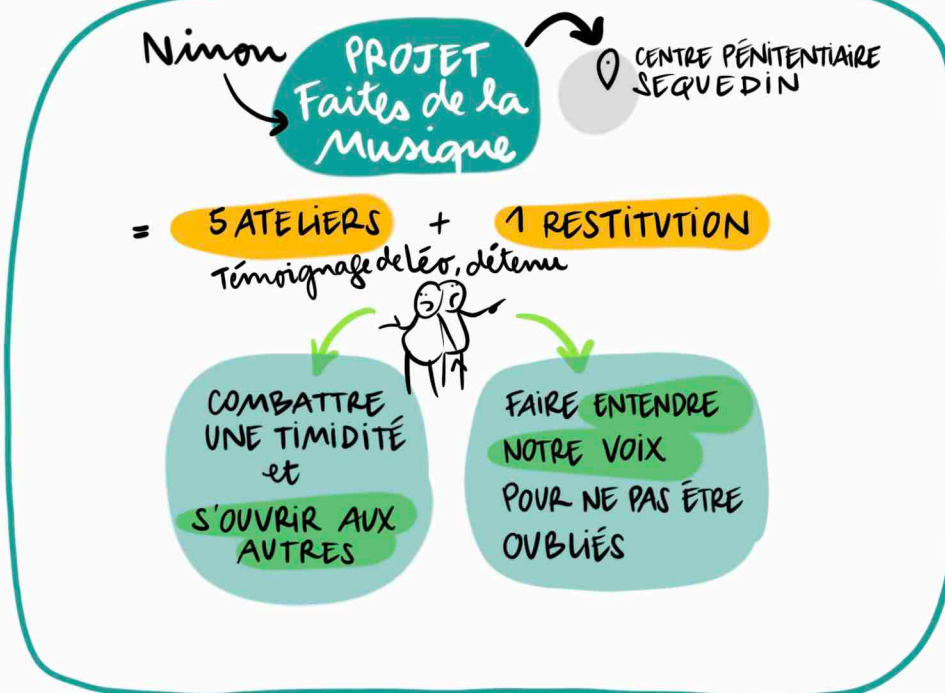 Ninon
PROJET
Faites de la
Musique
CENTRE PÉNITENTIAIRE
SEQUEDIN
= 5 ATELIERS + 1 RESTITUTION
Témoignage de Léo, détenu
COMBATTRE
UNE TIMIDITÉ
et
S'OUVRIR AUX
AUTRES
FAIRE ENTENDRE
NOTRE VOIX
POUR NE PAS ÊTRE
OUBLIÉS